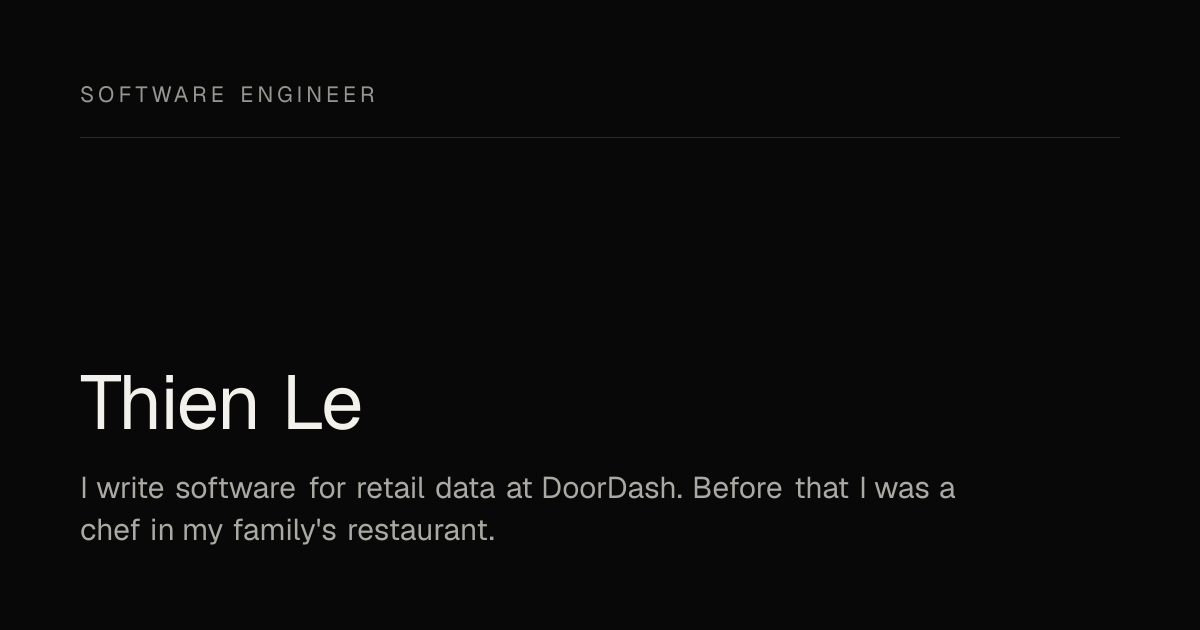 SOFTWARE ENGINEER
Thien Le
I write software for retail data at DoorDash. Before that I was a
chef in my family's restaurant.